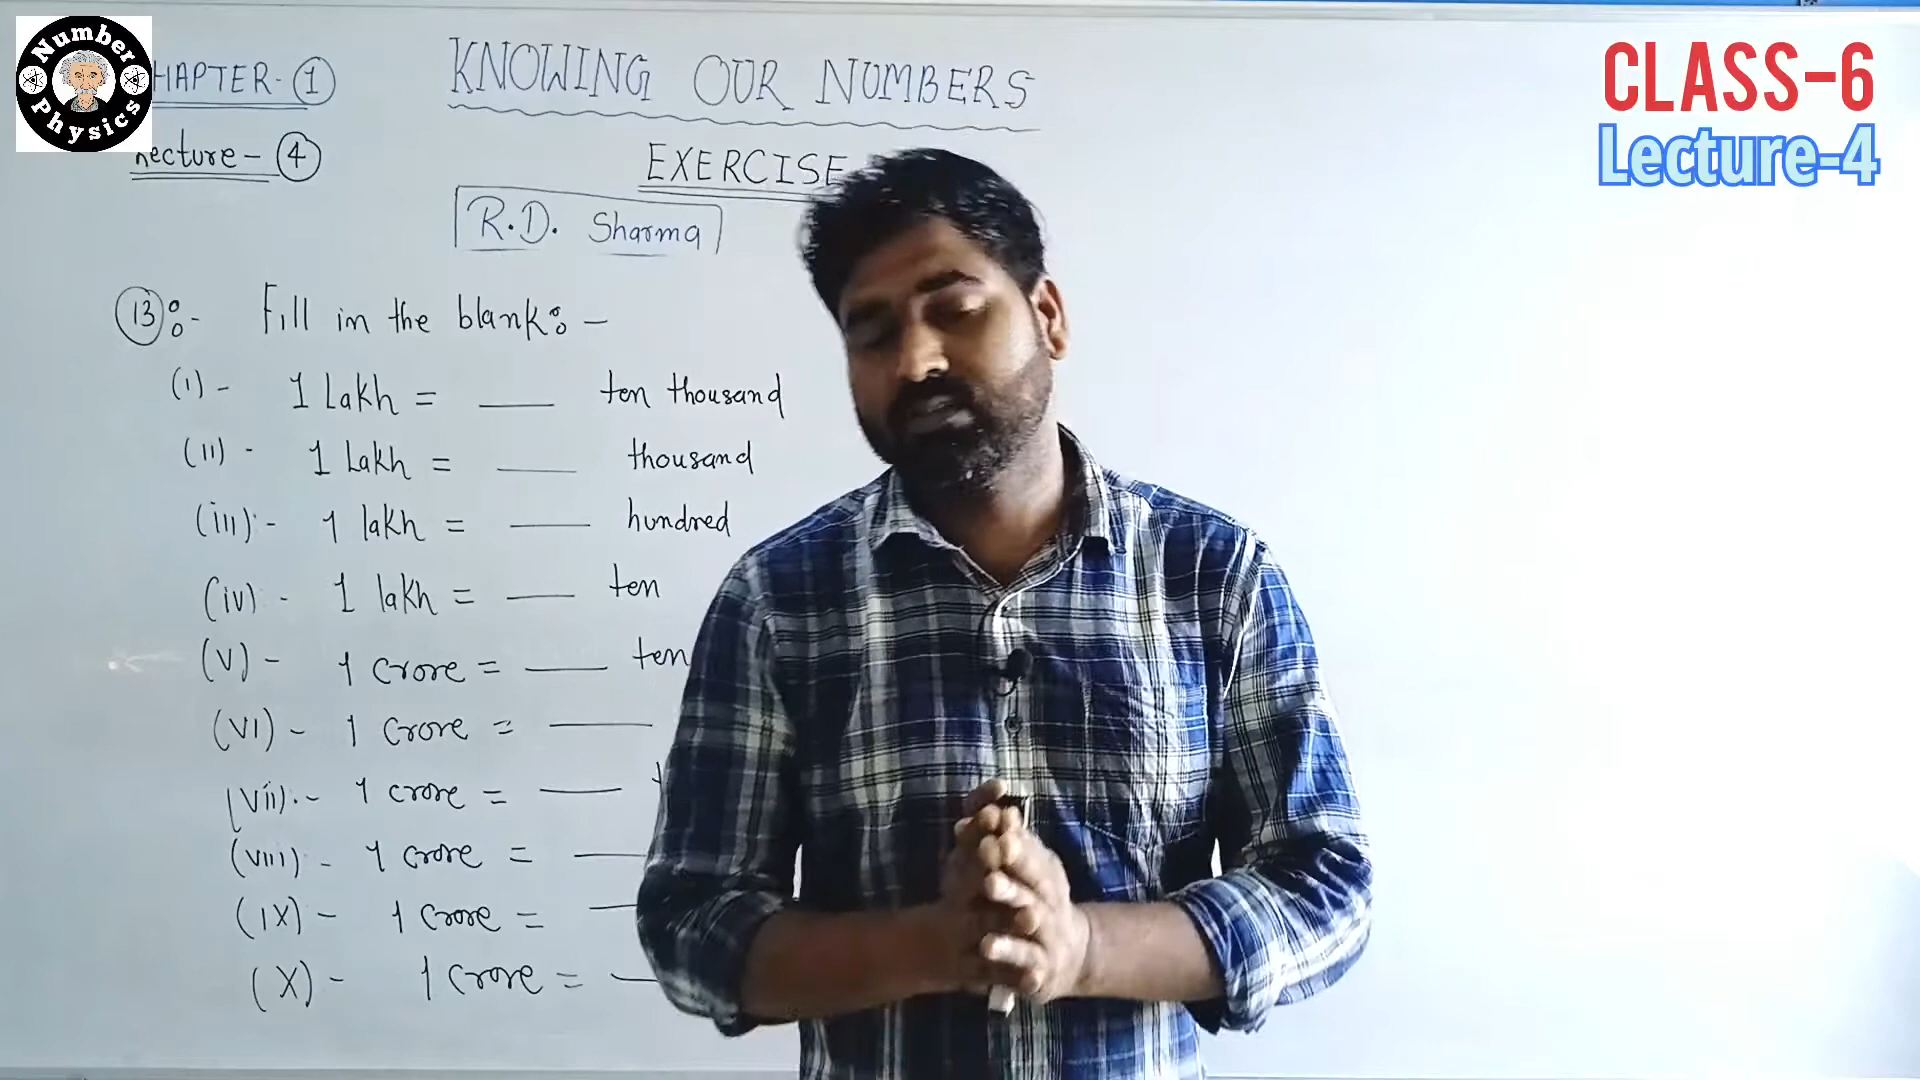 Number Physics
HAPTER-1
KNOWING OUR NUMBERS
CLASS-6
Lecture-4
Lecture-4
EXERCISE
R.D. Sharma
13:- Fill in the blank:-
(i)- 1 Lakh = ___ ten thousand
(ii)- 1 Lakh = ___ thousand
(iii):- 1 lakh = ___ hundred
(iv)- 1 lakh = ___ ten
(v)- 1 crore = ___ ten
(vi)- 1 crore = ___
(vii).- 1 crore = ___
(viii)- 1 crore = ___
(ix)- 1 crore = ___
(x)- 1 crore = ___